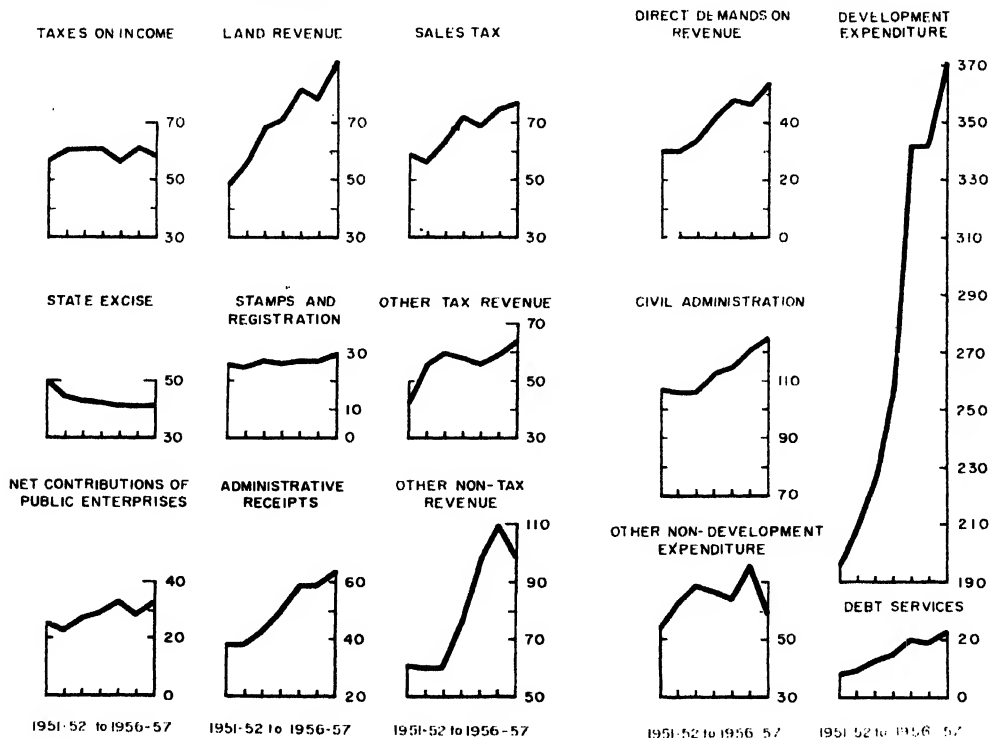 TAXES ON INCOME
70
50
30
LAND REVENUE
70
50
30
SALES TAX
70
50
30
DIRECT DEMANDS ON
REVENUE
40
20
0
DEVELOPMENT
EXPENDITURE
370
350
330
310
290
270
250
230
210
190
STATE EXCISE
50
30
STAMPS AND
REGISTRATION
30
10
0
OTHER TAX REVENUE
70
50
30
CIVIL ADMINISTRATION
110
90
70
NET CONTRIBUTIONS OF
PUBLIC ENTERPRISES
40
20
0
ADMINISTRATIVE
RECEIPTS
60
40
20
OTHER NON-TAX
REVENUE
110
90
70
50
OTHER NON-DEVELOPMENT
EXPENDITURE
50
30
DEBT SERVICES
20
0
1951-52 to 1956-57
1951-52 to 1956-57
1951-52 to 1956-57
1951-52 to 1956-57
1951-52 to 1956-57